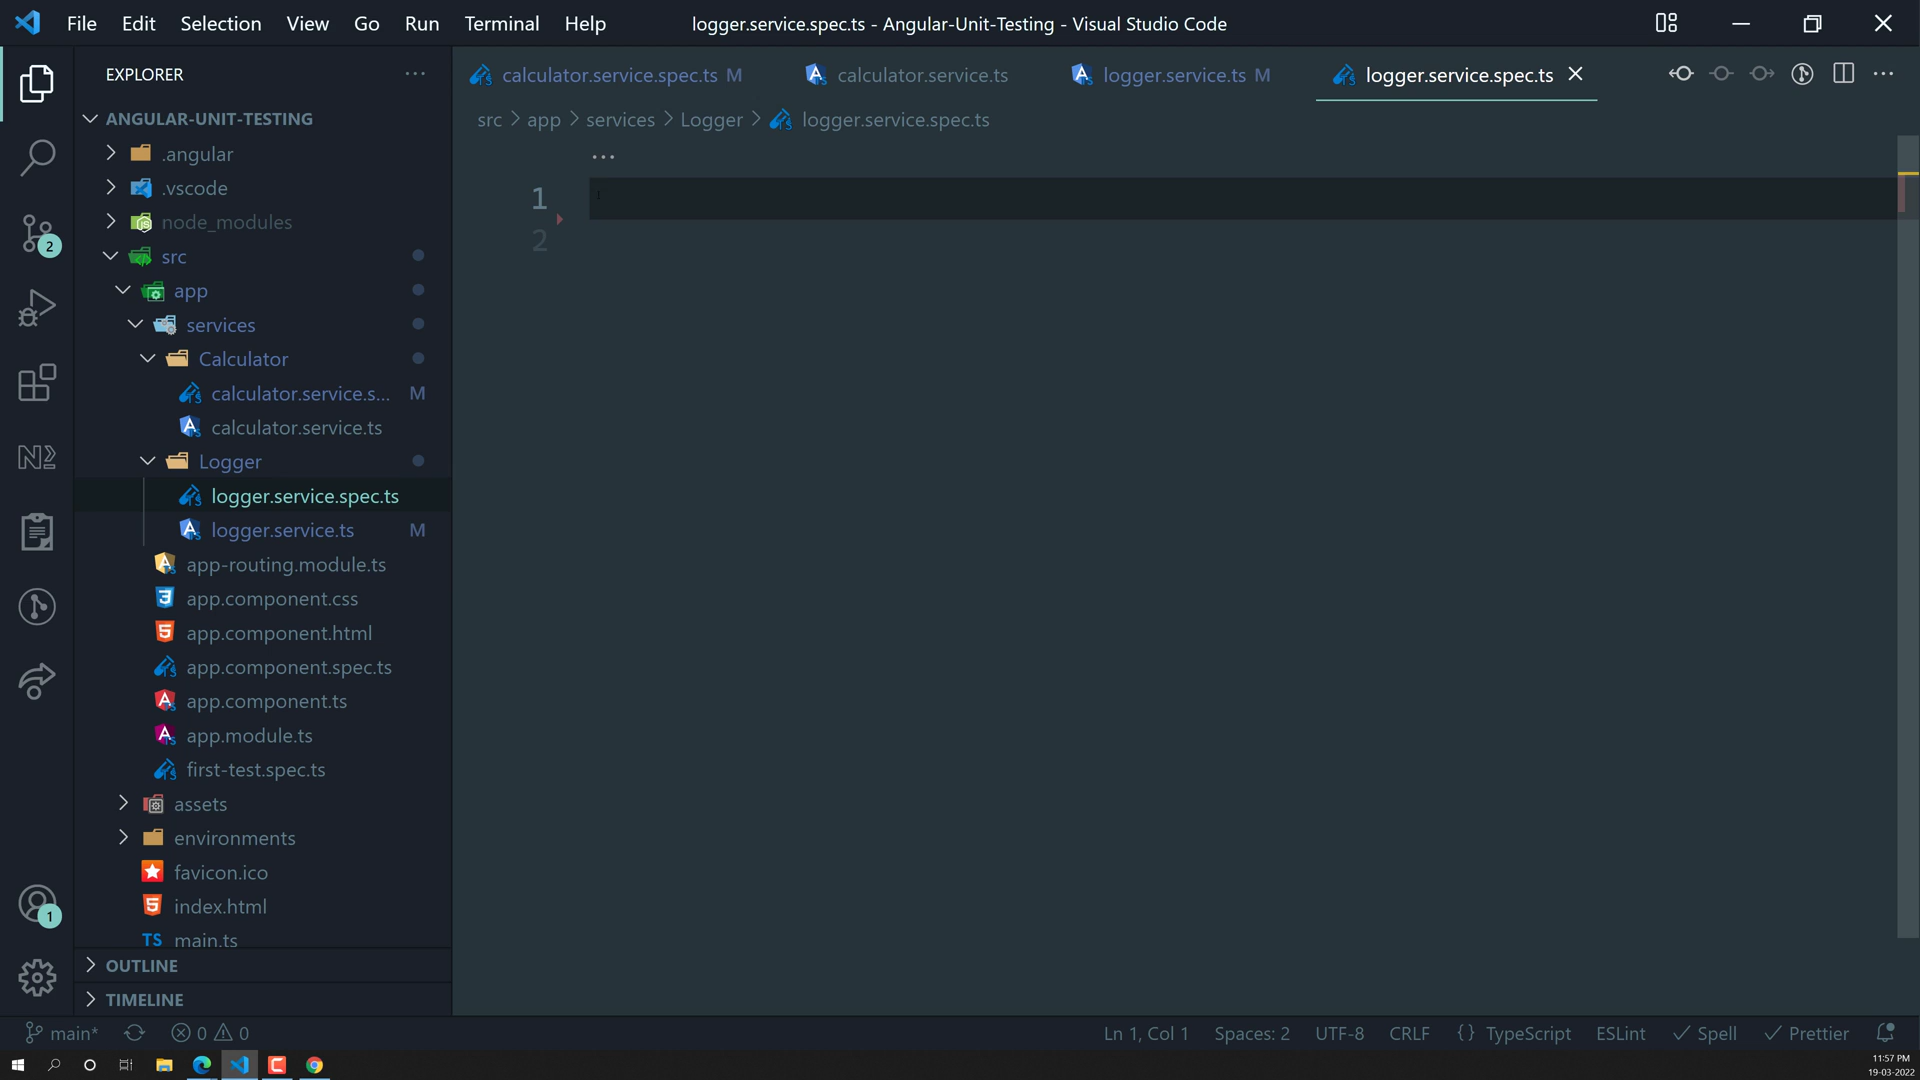 File Edit Selection View Go Run Terminal Help logger.service.spec.ts - Angular-Unit-Testing - Visual Studio Code
EXPLORER ...
calculator.service.spec.ts M calculator.service.ts logger.service.ts M logger.service.spec.ts
src > app > services > Logger > logger.service.spec.ts
ANGULAR-UNIT-TESTING
.angular
.vscode
node_modules
src
app
services
Calculator
calculator.service.s... M
calculator.service.ts
Logger
logger.service.spec.ts
logger.service.ts M
app-routing.module.ts
app.component.css
app.component.html
app.component.spec.ts
app.component.ts
app.module.ts
first-test.spec.ts
assets
environments
favicon.ico
index.html
TS main.ts
OUTLINE
TIMELINE
...
1
2
2
1
main* 0 0 Ln 1, Col 1 Spaces: 2 UTF-8 CRLF {} TypeScript ESLint Spell Prettier
11:57 PM
19-03-2022